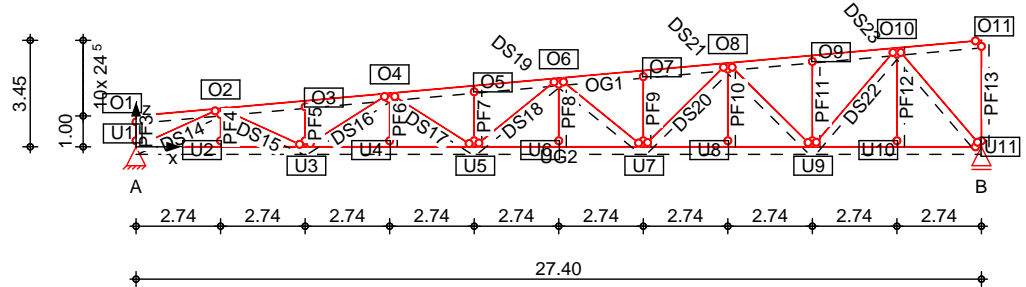 O11
DS23
O10
DS21
O8
O9
DS19
O6
O7
OG1
O4
O5
O2
O3
O1
3.45
1.00
10x 24⁵
z
U1
PF3
DS14
PF4
DS15
PF5
DS16
PF6
DS17
PF7
DS18
PF8
PF9
DS20
PF10
PF11
DS22
PF12
PF13
x
U2
U3
U4
U5
U6
OG2
U7
U8
U9
U10
U11
A
B
2.74 2.74 2.74 2.74 2.74 2.74 2.74 2.74 2.74 2.74
27.40